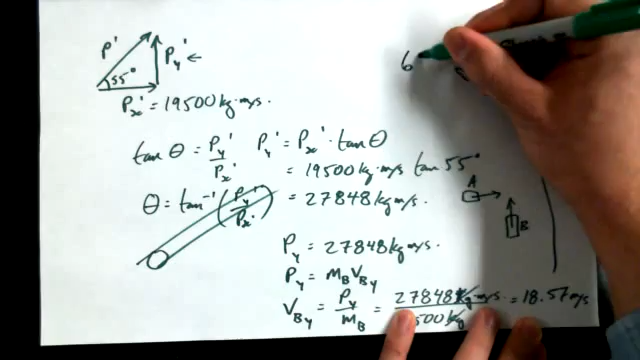 P'
Py' ←
55°
Px' = 19500 kg·m/s
tan θ = Py'/Px' Py' = Px' · tan θ
= 19500 kg·m/s tan 55°
θ = tan⁻¹ (Py'/Px') = 27848 kg m/s.
A
B
Py = 27848 kg m/s.
Py = mB VBy
VBy = Py/mB = 27848 kg m/s / 500 kg = 18.57 m/s
6